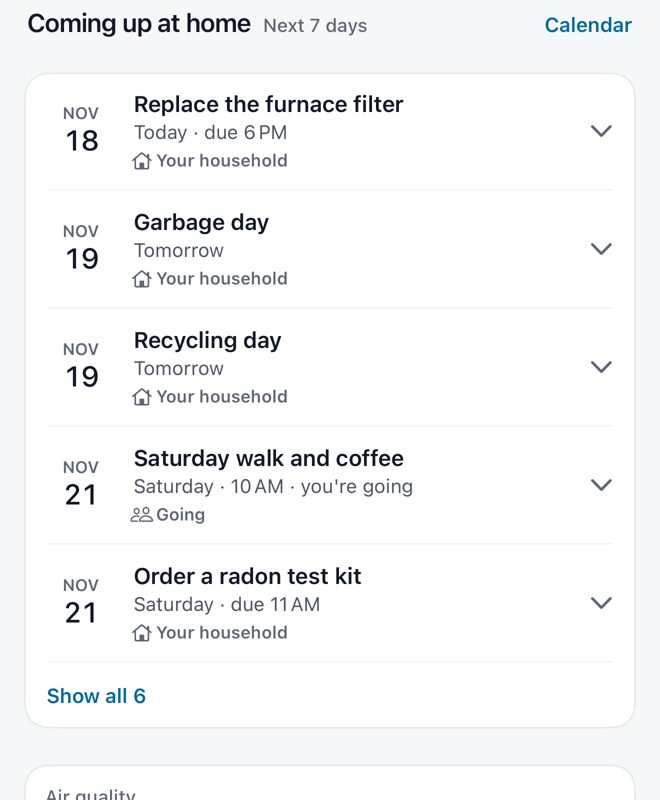 Coming up at home Next 7 days Calendar
NOV
18
Replace the furnace filter
Today · due 6 PM
Your household
NOV
19
Garbage day
Tomorrow
Your household
NOV
19
Recycling day
Tomorrow
Your household
NOV
21
Saturday walk and coffee
Saturday · 10 AM · you're going
Going
NOV
21
Order a radon test kit
Saturday · due 11 AM
Your household
Show all 6
Air quality